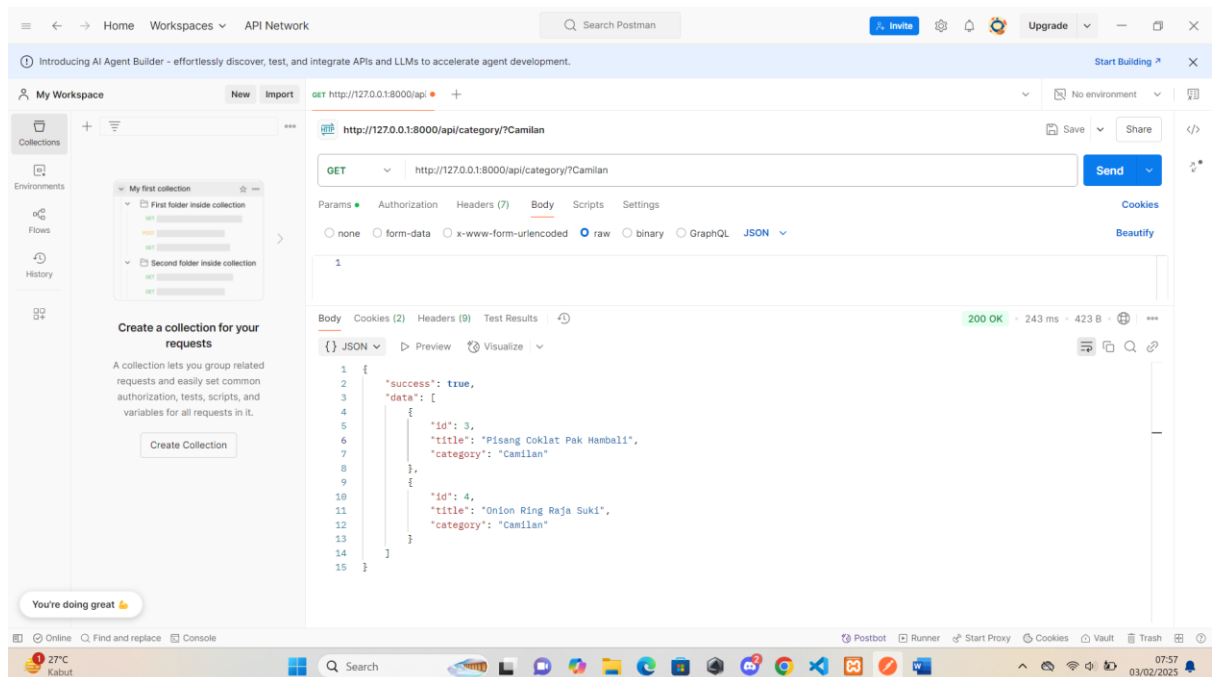 Home Workspaces API Network Search Postman Invite Upgrade
Introducing AI Agent Builder - effortlessly discover, test, and integrate APIs and LLMs to accelerate agent development. Start Building
My Workspace New Import GET http://127.0.0.1:8000/api No environment
Collections
Environments
Flows
History
My first collection
First folder inside collection
GET
POST
GET
Second folder inside collection
GET
GET
Create a collection for your
requests
A collection lets you group related
requests and easily set common
authorization, tests, scripts, and
variables for all requests in it.
Create Collection
You're doing great
HTTP http://127.0.0.1:8000/api/category/?Camilan Save Share
GET http://127.0.0.1:8000/api/category/?Camilan Send
Params Authorization Headers (7) Body Scripts Settings Cookies
none form-data x-www-form-urlencoded raw binary GraphQL JSON Beautify
1
Body Cookies (2) Headers (9) Test Results 200 OK 243 ms 423 B
{} JSON Preview Visualize
1 {
2 "success": true,
3 "data": [
4 {
5 "id": 3,
6 "title": "Pisang Coklat Pak Hambali",
7 "category": "Camilan"
8 },
9 {
10 "id": 4,
11 "title": "Onion Ring Raja Suki",
12 "category": "Camilan"
13 }
14 ]
15 }
Online Find and replace Console Postbot Runner Start Proxy Cookies Vault Trash
1 27°C
Kabut
Search
2
07:57
03/02/2025